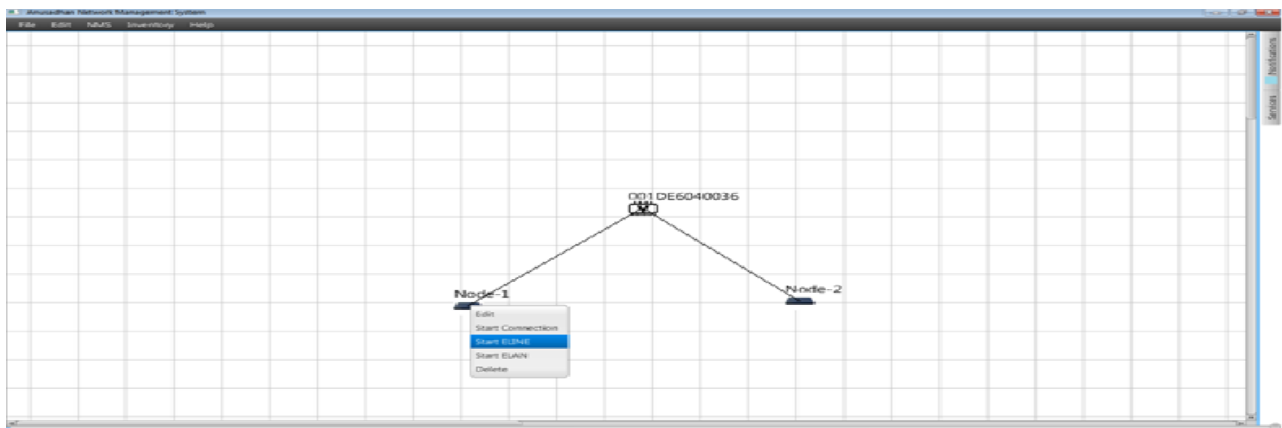 Anusadhan Network Management System
File Edit NMS Inventory Help
Notifications
Services
001DE6040036
Node-1
Node-2
Edit
Start Connection
Start ELINE
Start ELAN
Delete